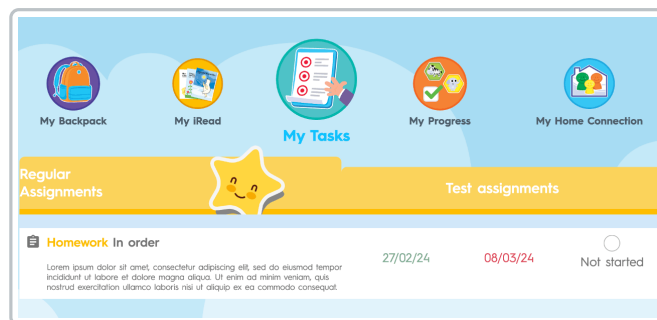 My Backpack
My iRead
My Tasks
My Progress
My Home Connection
Regular
Assignments
Test assignments
Homework In order
Lorem ipsum dolor sit amet, consectetur adipiscing elit, sed do eiusmod tempor
incididunt ut labore et dolore magna aliqua. Ut enim ad minim veniam, quis
nostrud exercitation ullamco laboris nisi ut aliquip ex ea commodo consequat.
27/02/24
08/03/24
Not started